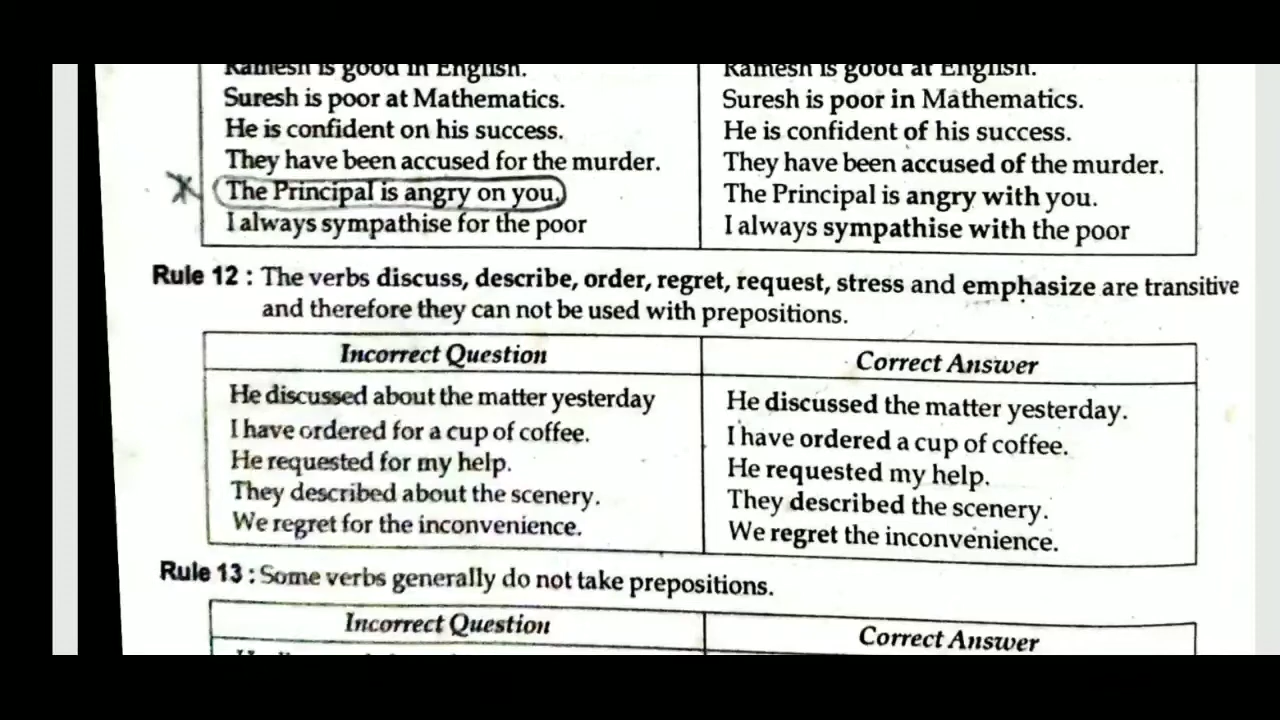 Ramesh is good in English.
Ramesh is good at English.
Suresh is poor at Mathematics.
Suresh is poor in Mathematics.
He is confident on his success.
He is confident of his success.
They have been accused for the murder.
They have been accused of the murder.
The Principal is angry on you.
The Principal is angry with you.
I always sympathise for the poor
I always sympathise with the poor
Rule 12 : The verbs discuss, describe, order, regret, request, stress and emphasize are transitive
and therefore they can not be used with prepositions.
Incorrect Question
Correct Answer
He discussed about the matter yesterday
He discussed the matter yesterday.
I have ordered for a cup of coffee.
I have ordered a cup of coffee.
He requested for my help.
He requested my help.
They described about the scenery.
They described the scenery.
We regret for the inconvenience.
We regret the inconvenience.
Rule 13 : Some verbs generally do not take prepositions.
Incorrect Question
Correct Answer